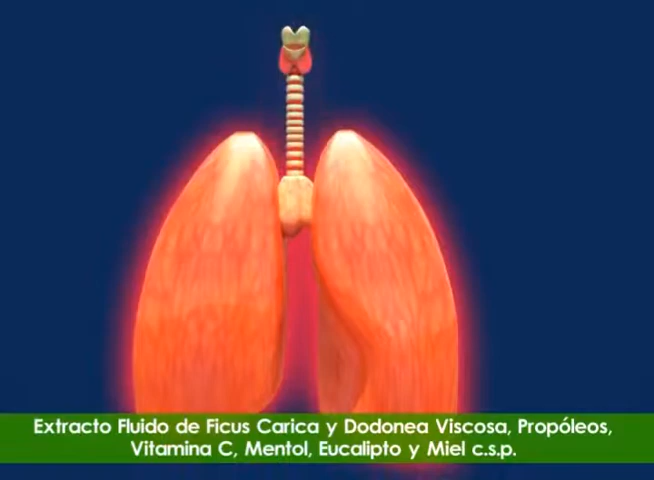 Extracto Fluido de Ficus Carica y Dodonea Viscosa, Propóleos,
Vitamina C, Mentol, Eucalipto y Miel c.s.p.